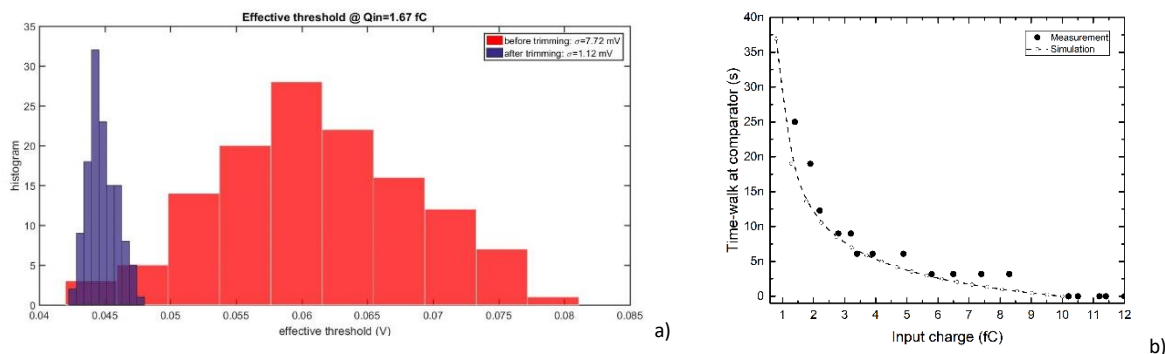 Effective threshold @ Qin=1.67 fC
before trimming: σ=7.72 mV
after trimming: σ=1.12 mV
histogram
35
30
25
20
15
10
5
0
0.04 0.045 0.05 0.055 0.06 0.065 0.07 0.075 0.08 0.085
effective threshold (V)
a)
Measurement
Simulation
Time-walk at comparator (s)
40n
35n
30n
25n
20n
15n
10n
5n
0
1 2 3 4 5 6 7 8 9 10 11 12
Input charge (fC)
b)